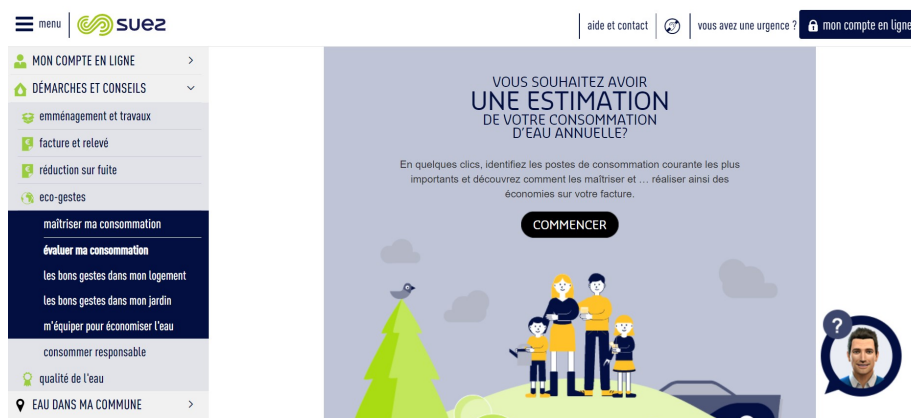 menu
suez
aide et contact
vous avez une urgence ?
mon compte en ligne
MON COMPTE EN LIGNE
DÉMARCHES ET CONSEILS
emménagement et travaux
facture et relevé
réduction sur fuite
eco-gestes
maîtriser ma consommation
évaluer ma consommation
les bons gestes dans mon logement
les bons gestes dans mon jardin
m'équiper pour économiser l'eau
consommer responsable
qualité de l'eau
EAU DANS MA COMMUNE
VOUS SOUHAITEZ AVOIR
UNE ESTIMATION
DE VOTRE CONSOMMATION
D'EAU ANNUELLE?
En quelques clics, identifiez les postes de consommation courante les plus
importants et découvrez comment les maîtriser et … réaliser ainsi des
économies sur votre facture.
COMMENCER
?